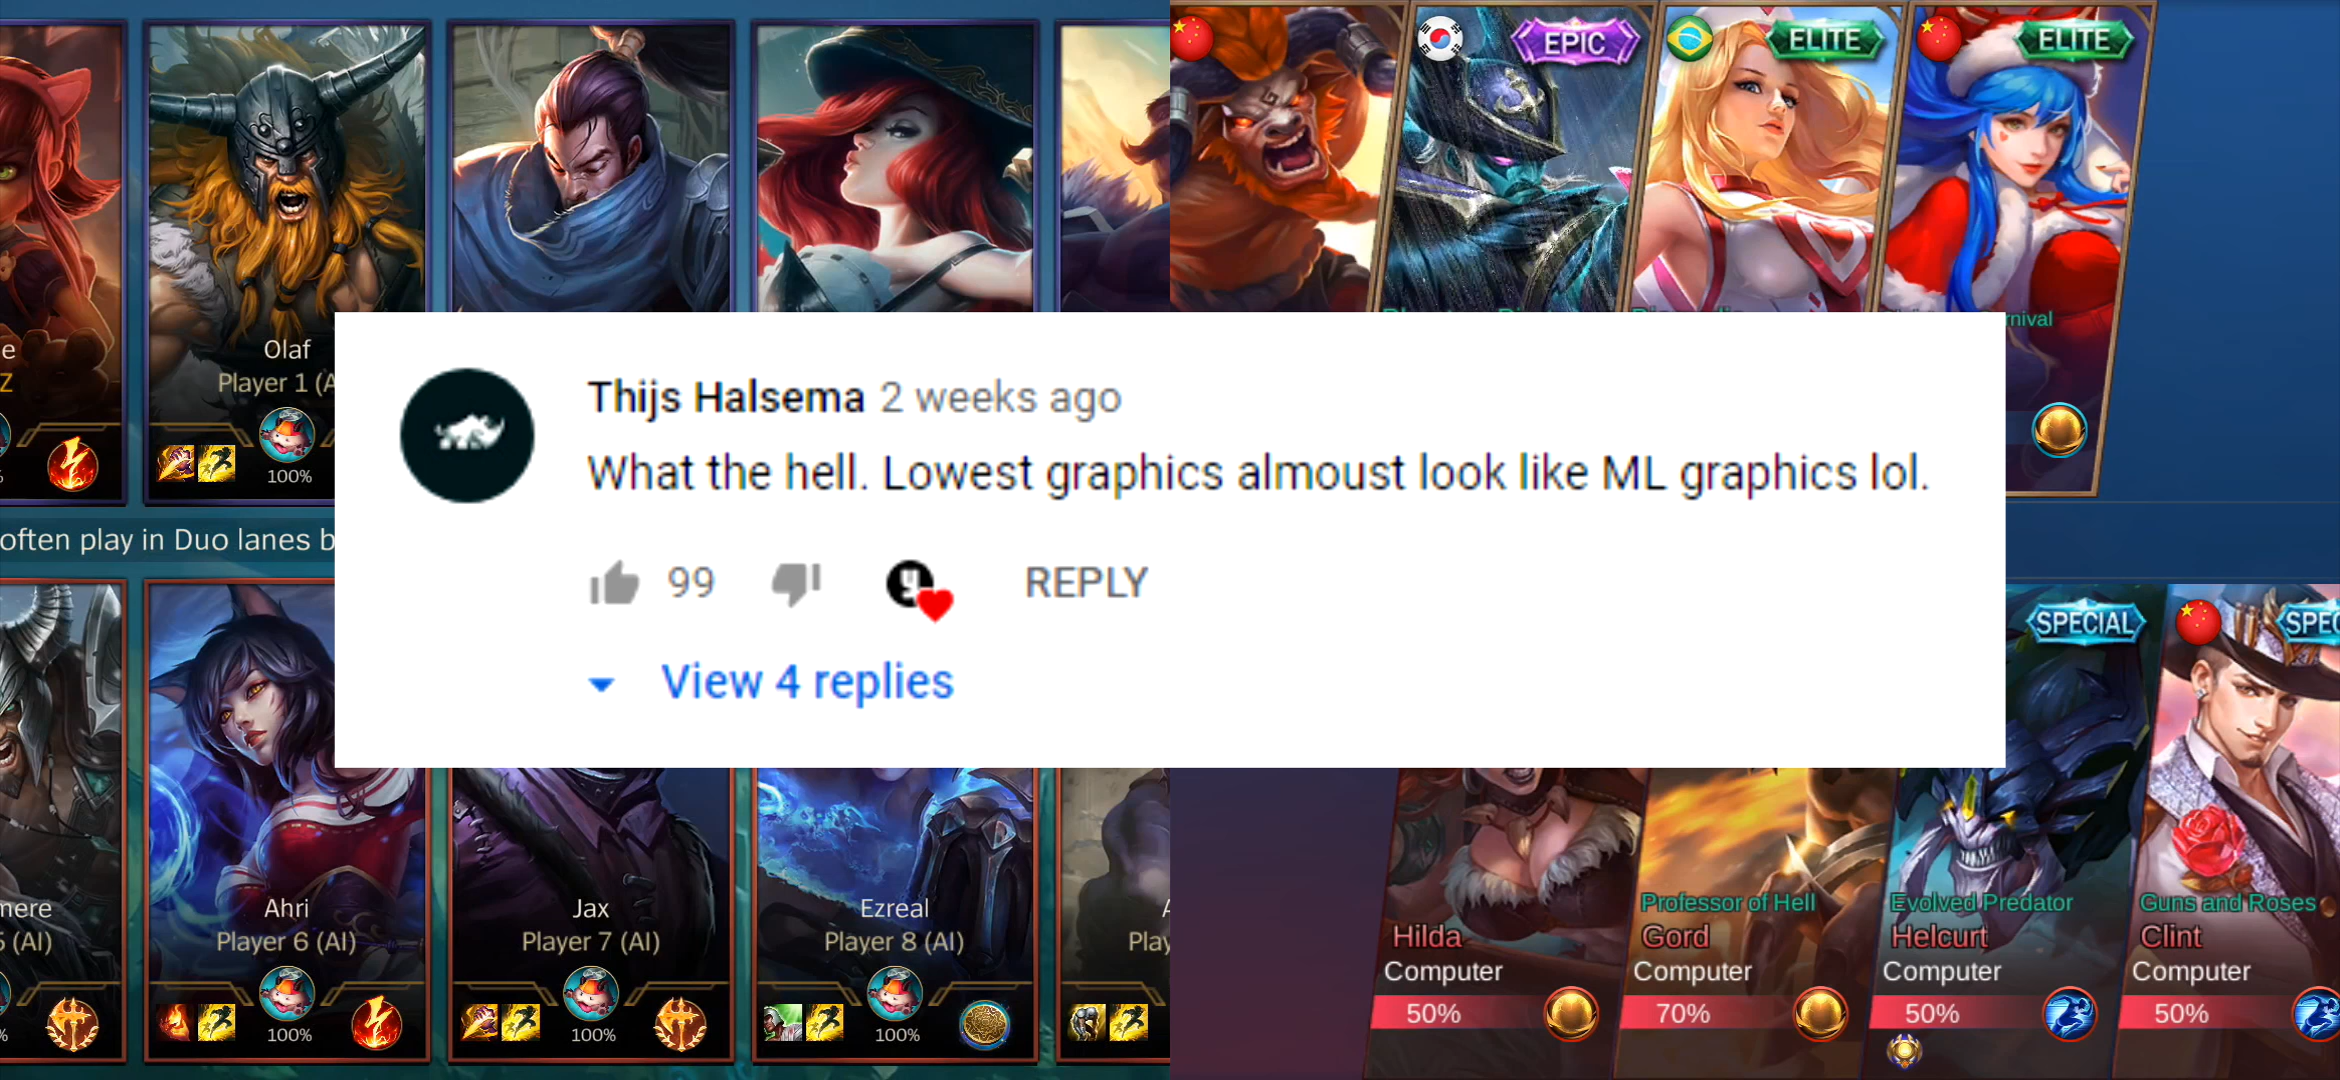 EPIC
ELITE
ELITE
Olaf
Player 1 (A
100%
rnival
Thijs Halsema 2 weeks ago
What the hell. Lowest graphics almoust look like ML graphics lol.
99
REPLY
View 4 replies
often play in Duo lanes b
SPECIAL
SPEC
mere
5 (AI)
Ahri
Player 6 (AI)
100%
Jax
Player 7 (AI)
100%
Ezreal
Player 8 (AI)
100%
Play
Hilda
Computer
50%
Professor of Hell
Gord
Computer
70%
Evolved Predator
Helcurt
Computer
50%
Guns and Roses
Clint
Computer
50%